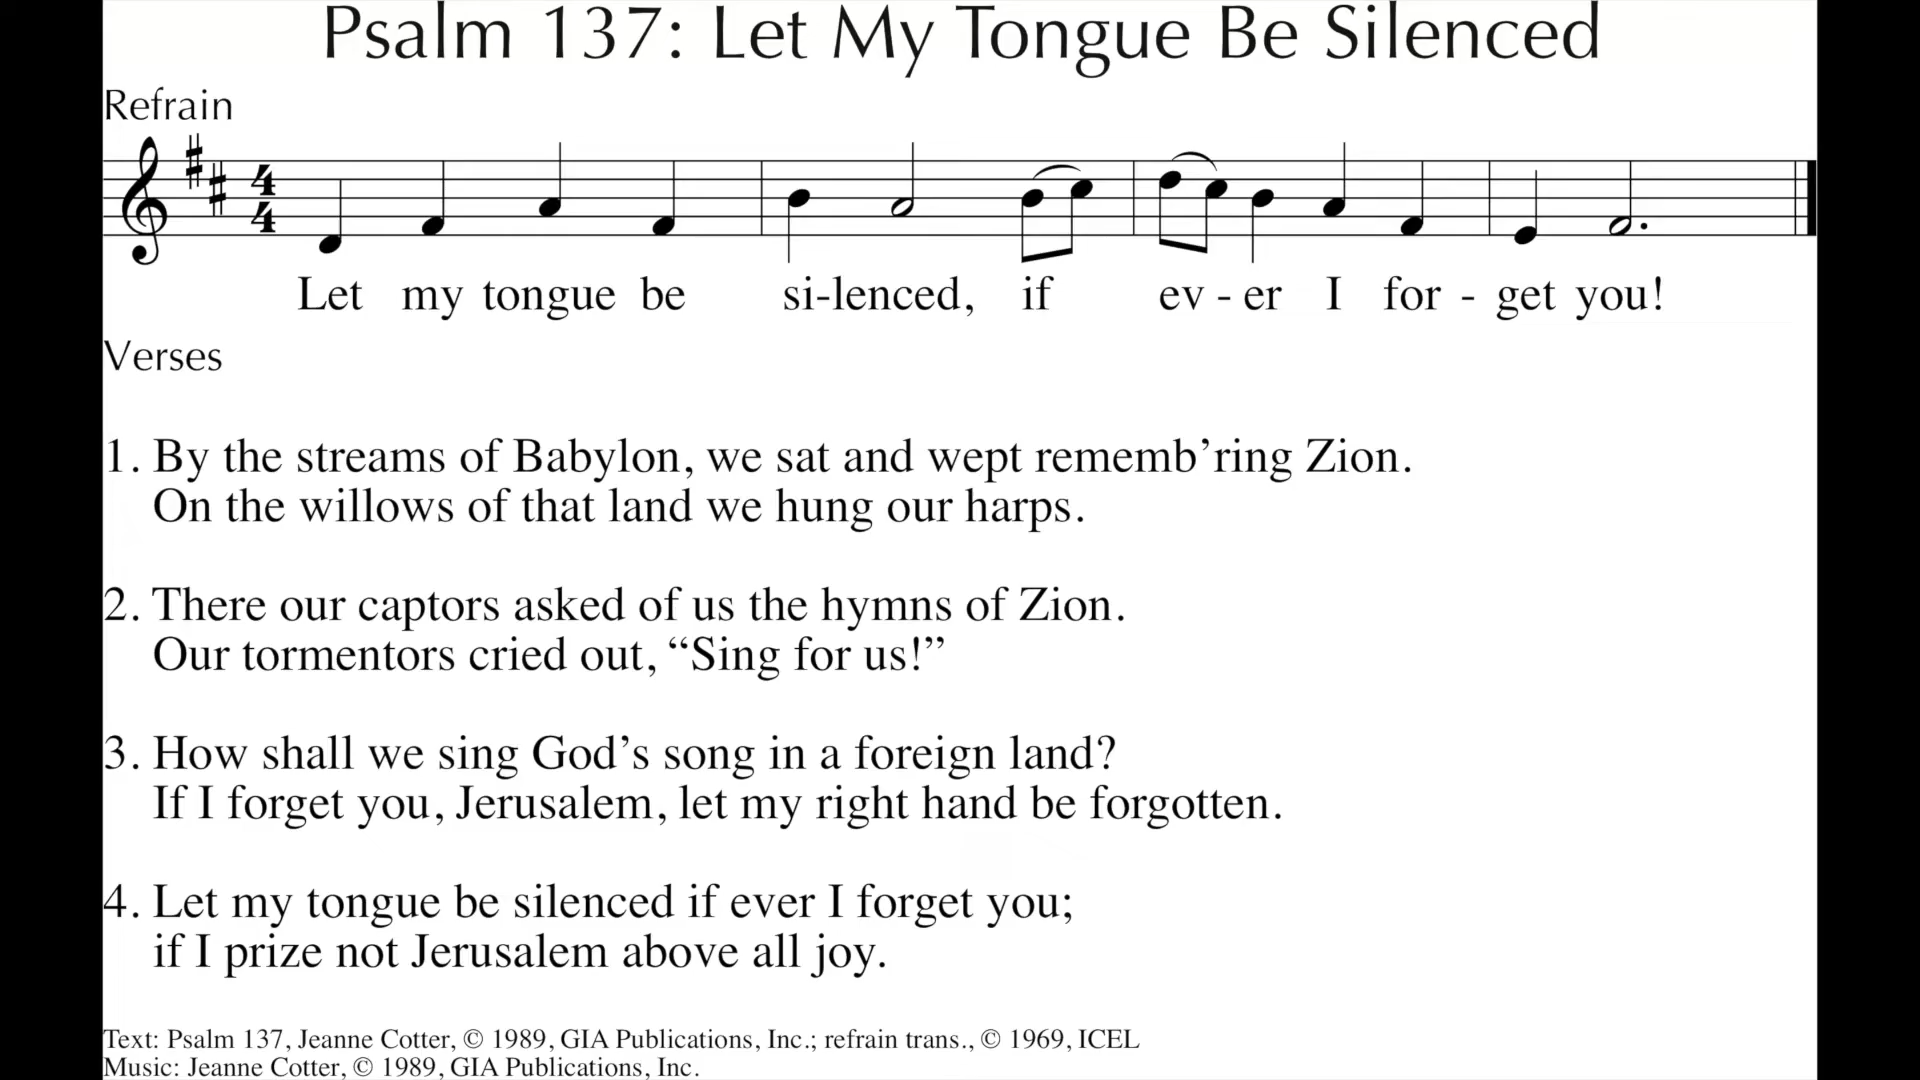 Psalm 137: Let My Tongue Be Silenced
Refrain
4
4
Let my tongue be si-lenced, if ev - er I for - get you!
Verses
1. By the streams of Babylon, we sat and wept rememb’ring Zion.
On the willows of that land we hung our harps.
2. There our captors asked of us the hymns of Zion.
Our tormentors cried out, “Sing for us!”
3. How shall we sing God’s song in a foreign land?
If I forget you, Jerusalem, let my right hand be forgotten.
4. Let my tongue be silenced if ever I forget you;
if I prize not Jerusalem above all joy.
Text: Psalm 137, Jeanne Cotter, © 1989, GIA Publications, Inc.; refrain trans., © 1969, ICEL
Music: Jeanne Cotter, © 1989, GIA Publications, Inc.